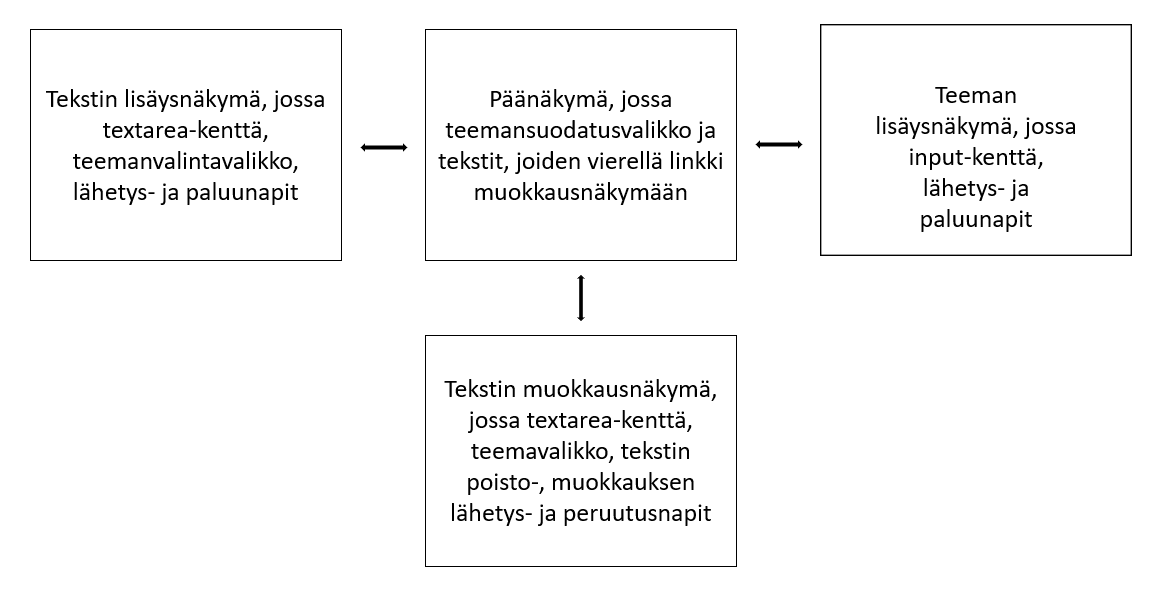 Tekstin lisäysnäkymä, jossa
textarea-kenttä,
teemanvalintavalikko,
lähetys- ja paluunapit
Päänäkymä, jossa
teemansuodatusvalikko ja
tekstit, joiden vierellä linkki
muokkausnäkymään
Teeman
lisäysnäkymä, jossa
input-kenttä,
lähetys- ja
paluunapit
Tekstin muokkausnäkymä,
jossa textarea-kenttä,
teemavalikko, tekstin
poisto-, muokkauksen
lähetys- ja peruutusnapit